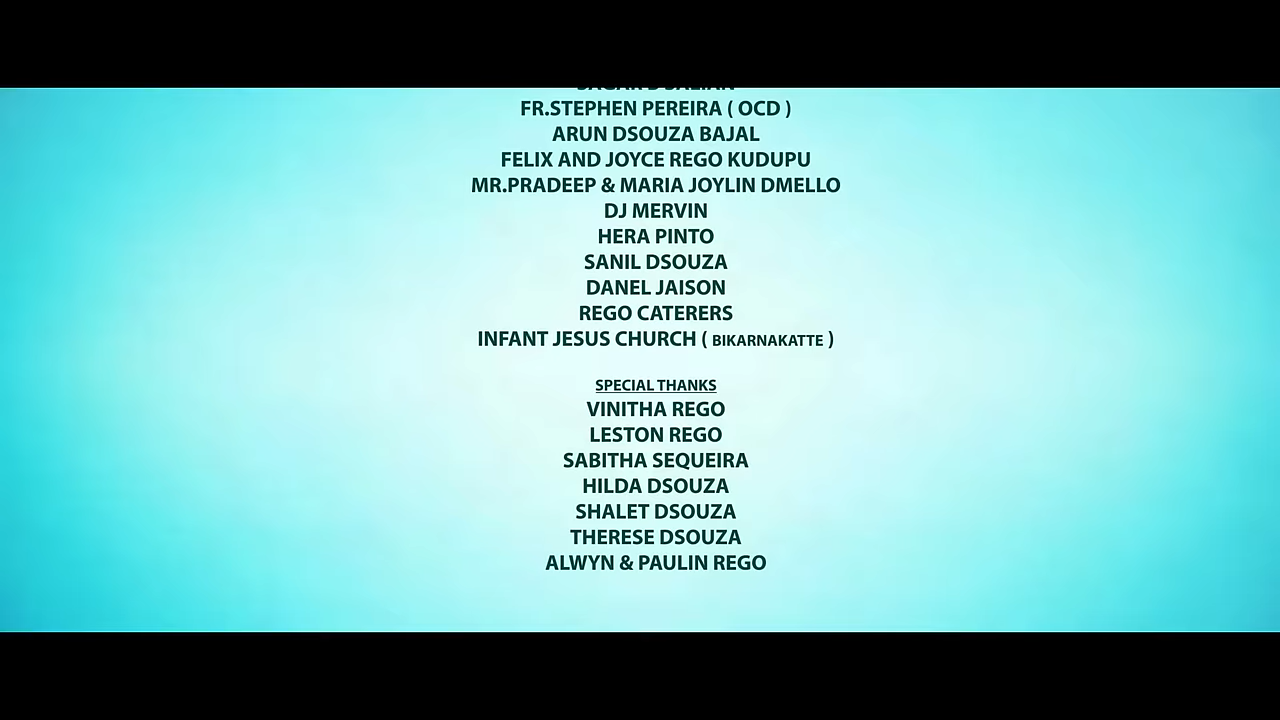 FR.STEPHEN PEREIRA ( OCD )
ARUN DSOUZA BAJAL
FELIX AND JOYCE REGO KUDUPU
MR.PRADEEP & MARIA JOYLIN DMELLO
DJ MERVIN
HERA PINTO
SANIL DSOUZA
DANEL JAISON
REGO CATERERS
INFANT JESUS CHURCH ( BIKARNAKATTE )
SPECIAL THANKS
VINITHA REGO
LESTON REGO
SABITHA SEQUEIRA
HILDA DSOUZA
SHALET DSOUZA
THERESE DSOUZA
ALWYN & PAULIN REGO